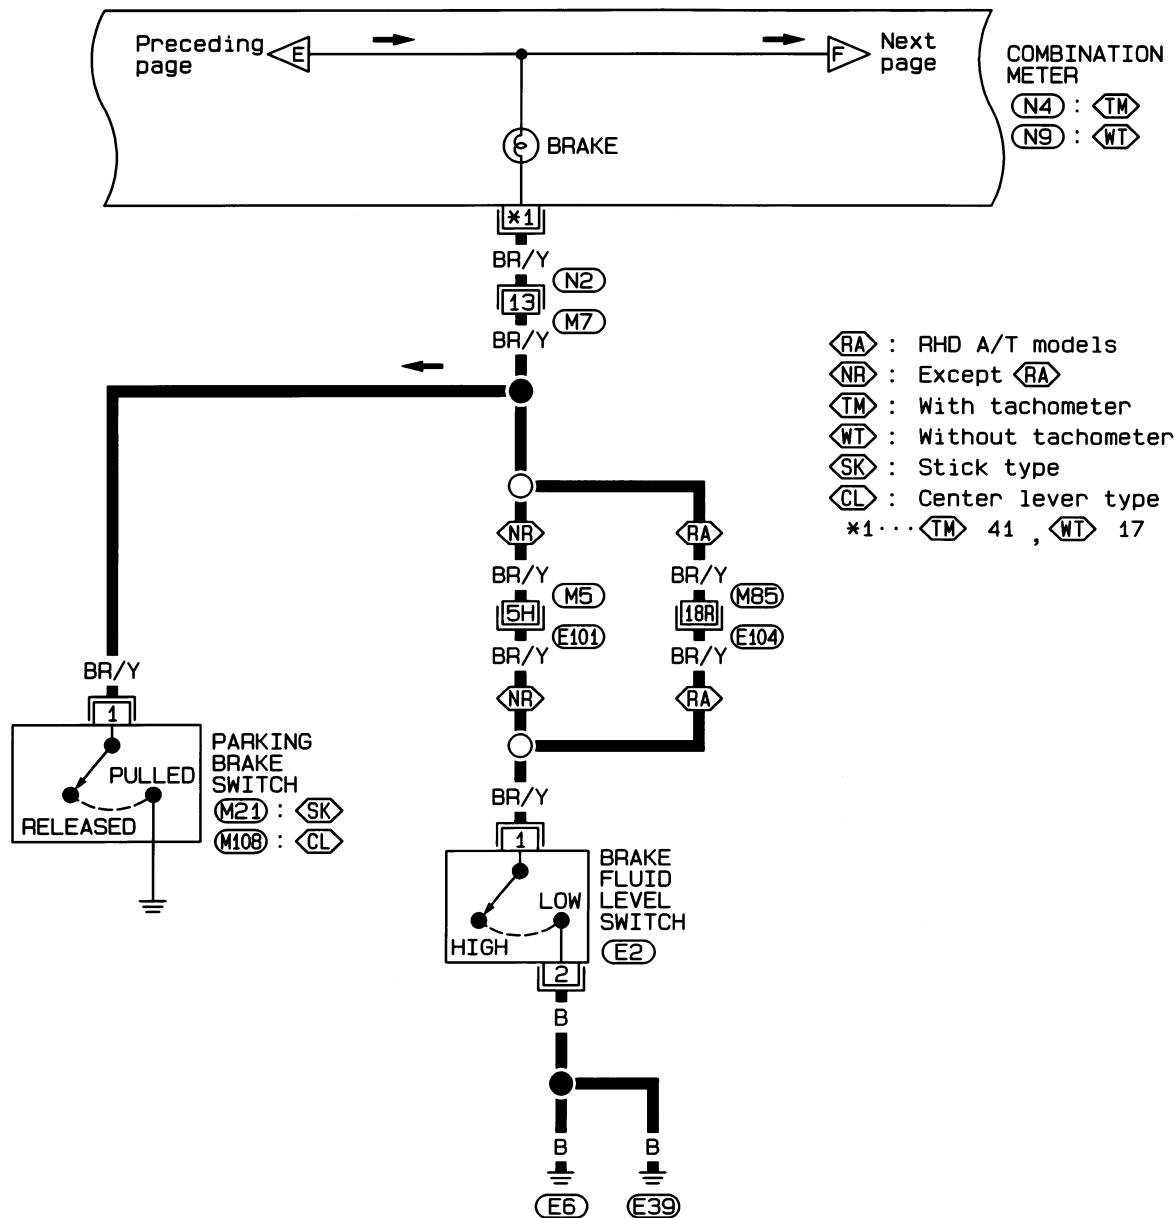 Preceding
page
E
F
Next
page
COMBINATION
METER
N4 : TM
N9 : WT
BRAKE
*1
BR/Y
N2
13
M7
BR/Y
RA : RHD A/T models
NR : Except RA
TM : With tachometer
WT : Without tachometer
SK : Stick type
CL : Center lever type
*1··· TM 41 , WT 17
NR
RA
BR/Y
BR/Y
5H
M5
18R
M85
E101
E104
BR/Y
BR/Y
NR
RA
BR/Y
1
PARKING
BRAKE
SWITCH
M21 : SK
M108 : CL
PULLED
RELEASED
BR/Y
1
BRAKE
FLUID
LEVEL
SWITCH
E2
LOW
HIGH
2
B
B
B
E6
E39